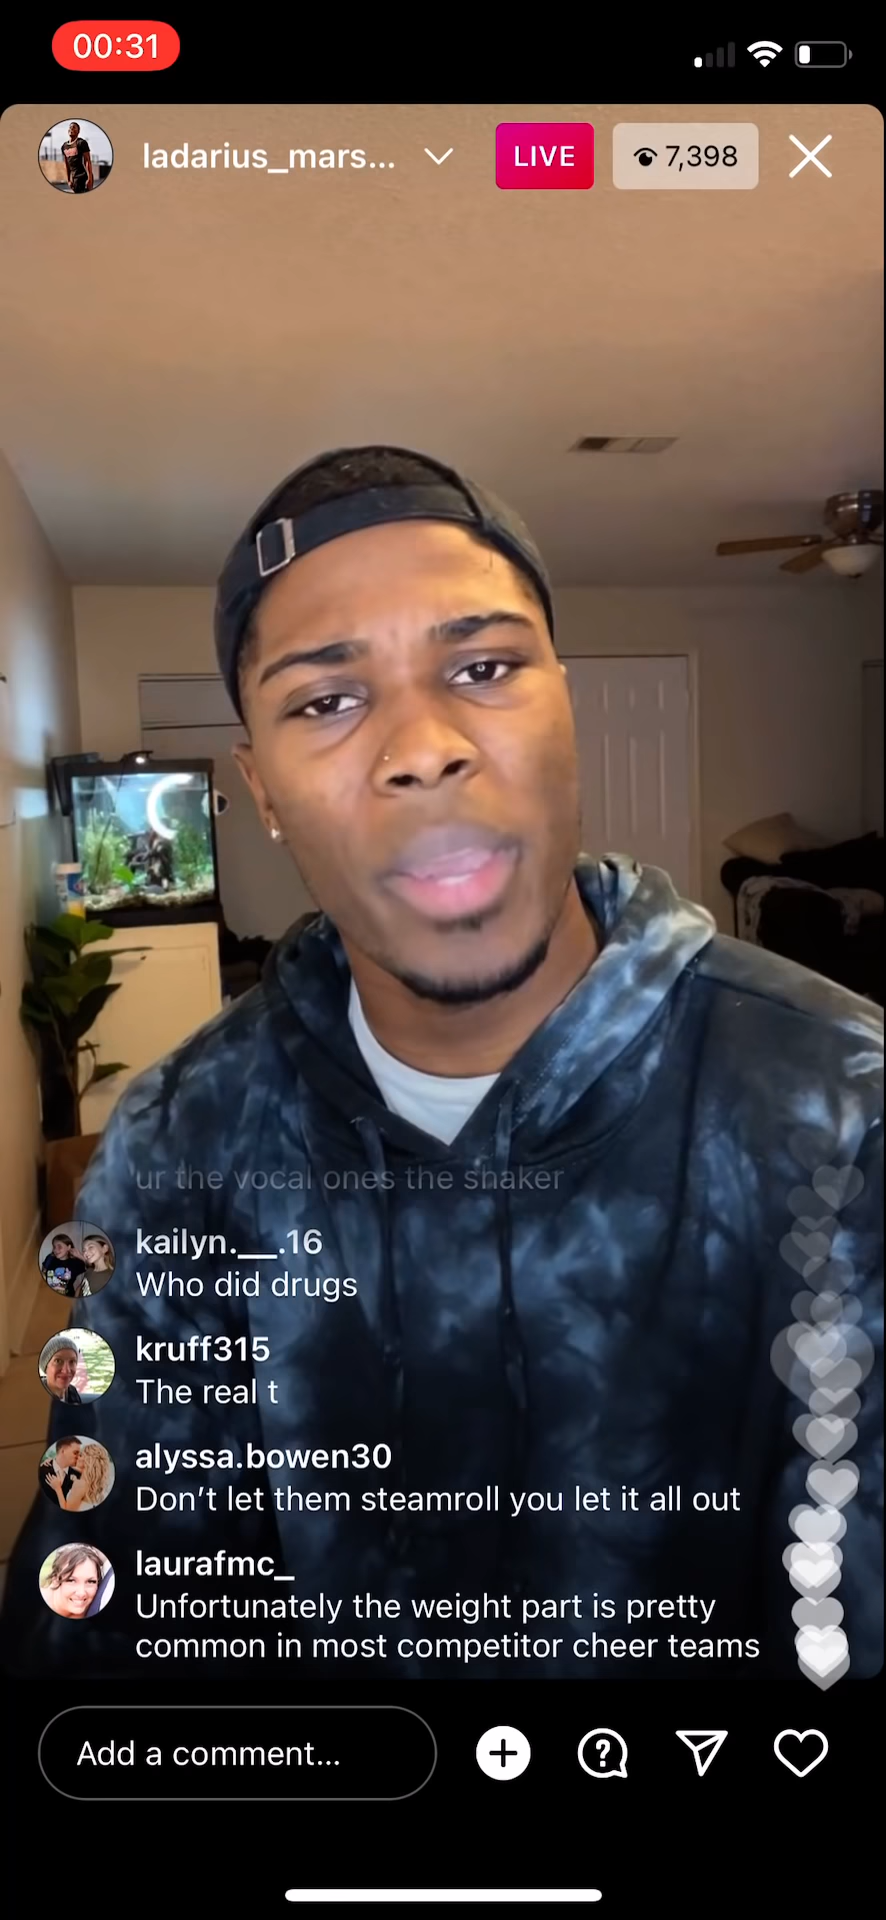 00:31
ladarius_mars...
LIVE
7,398
ur the vocal ones the shaker
kailyn.___.16
Who did drugs
kruff315
The real t
alyssa.bowen30
Don’t let them steamroll you let it all out
laurafmc_
Unfortunately the weight part is pretty
common in most competitor cheer teams
Add a comment...